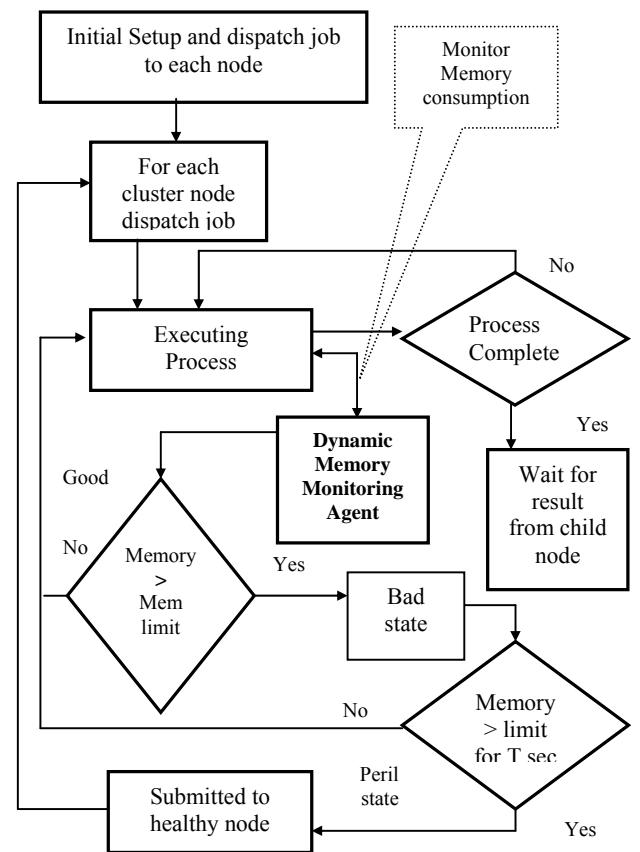 Initial Setup and dispatch job
to each node
Monitor
Memory
consumption
For each
cluster node
dispatch job
No
Executing
Process
Process
Complete
Yes
Dynamic
Memory
Monitoring
Agent
Wait for
result
from child
node
Good
No
Memory
>
Mem
limit
Yes
Bad
state
No
Memory
> limit
for T sec
Peril
state
Submitted to
healthy node
Yes